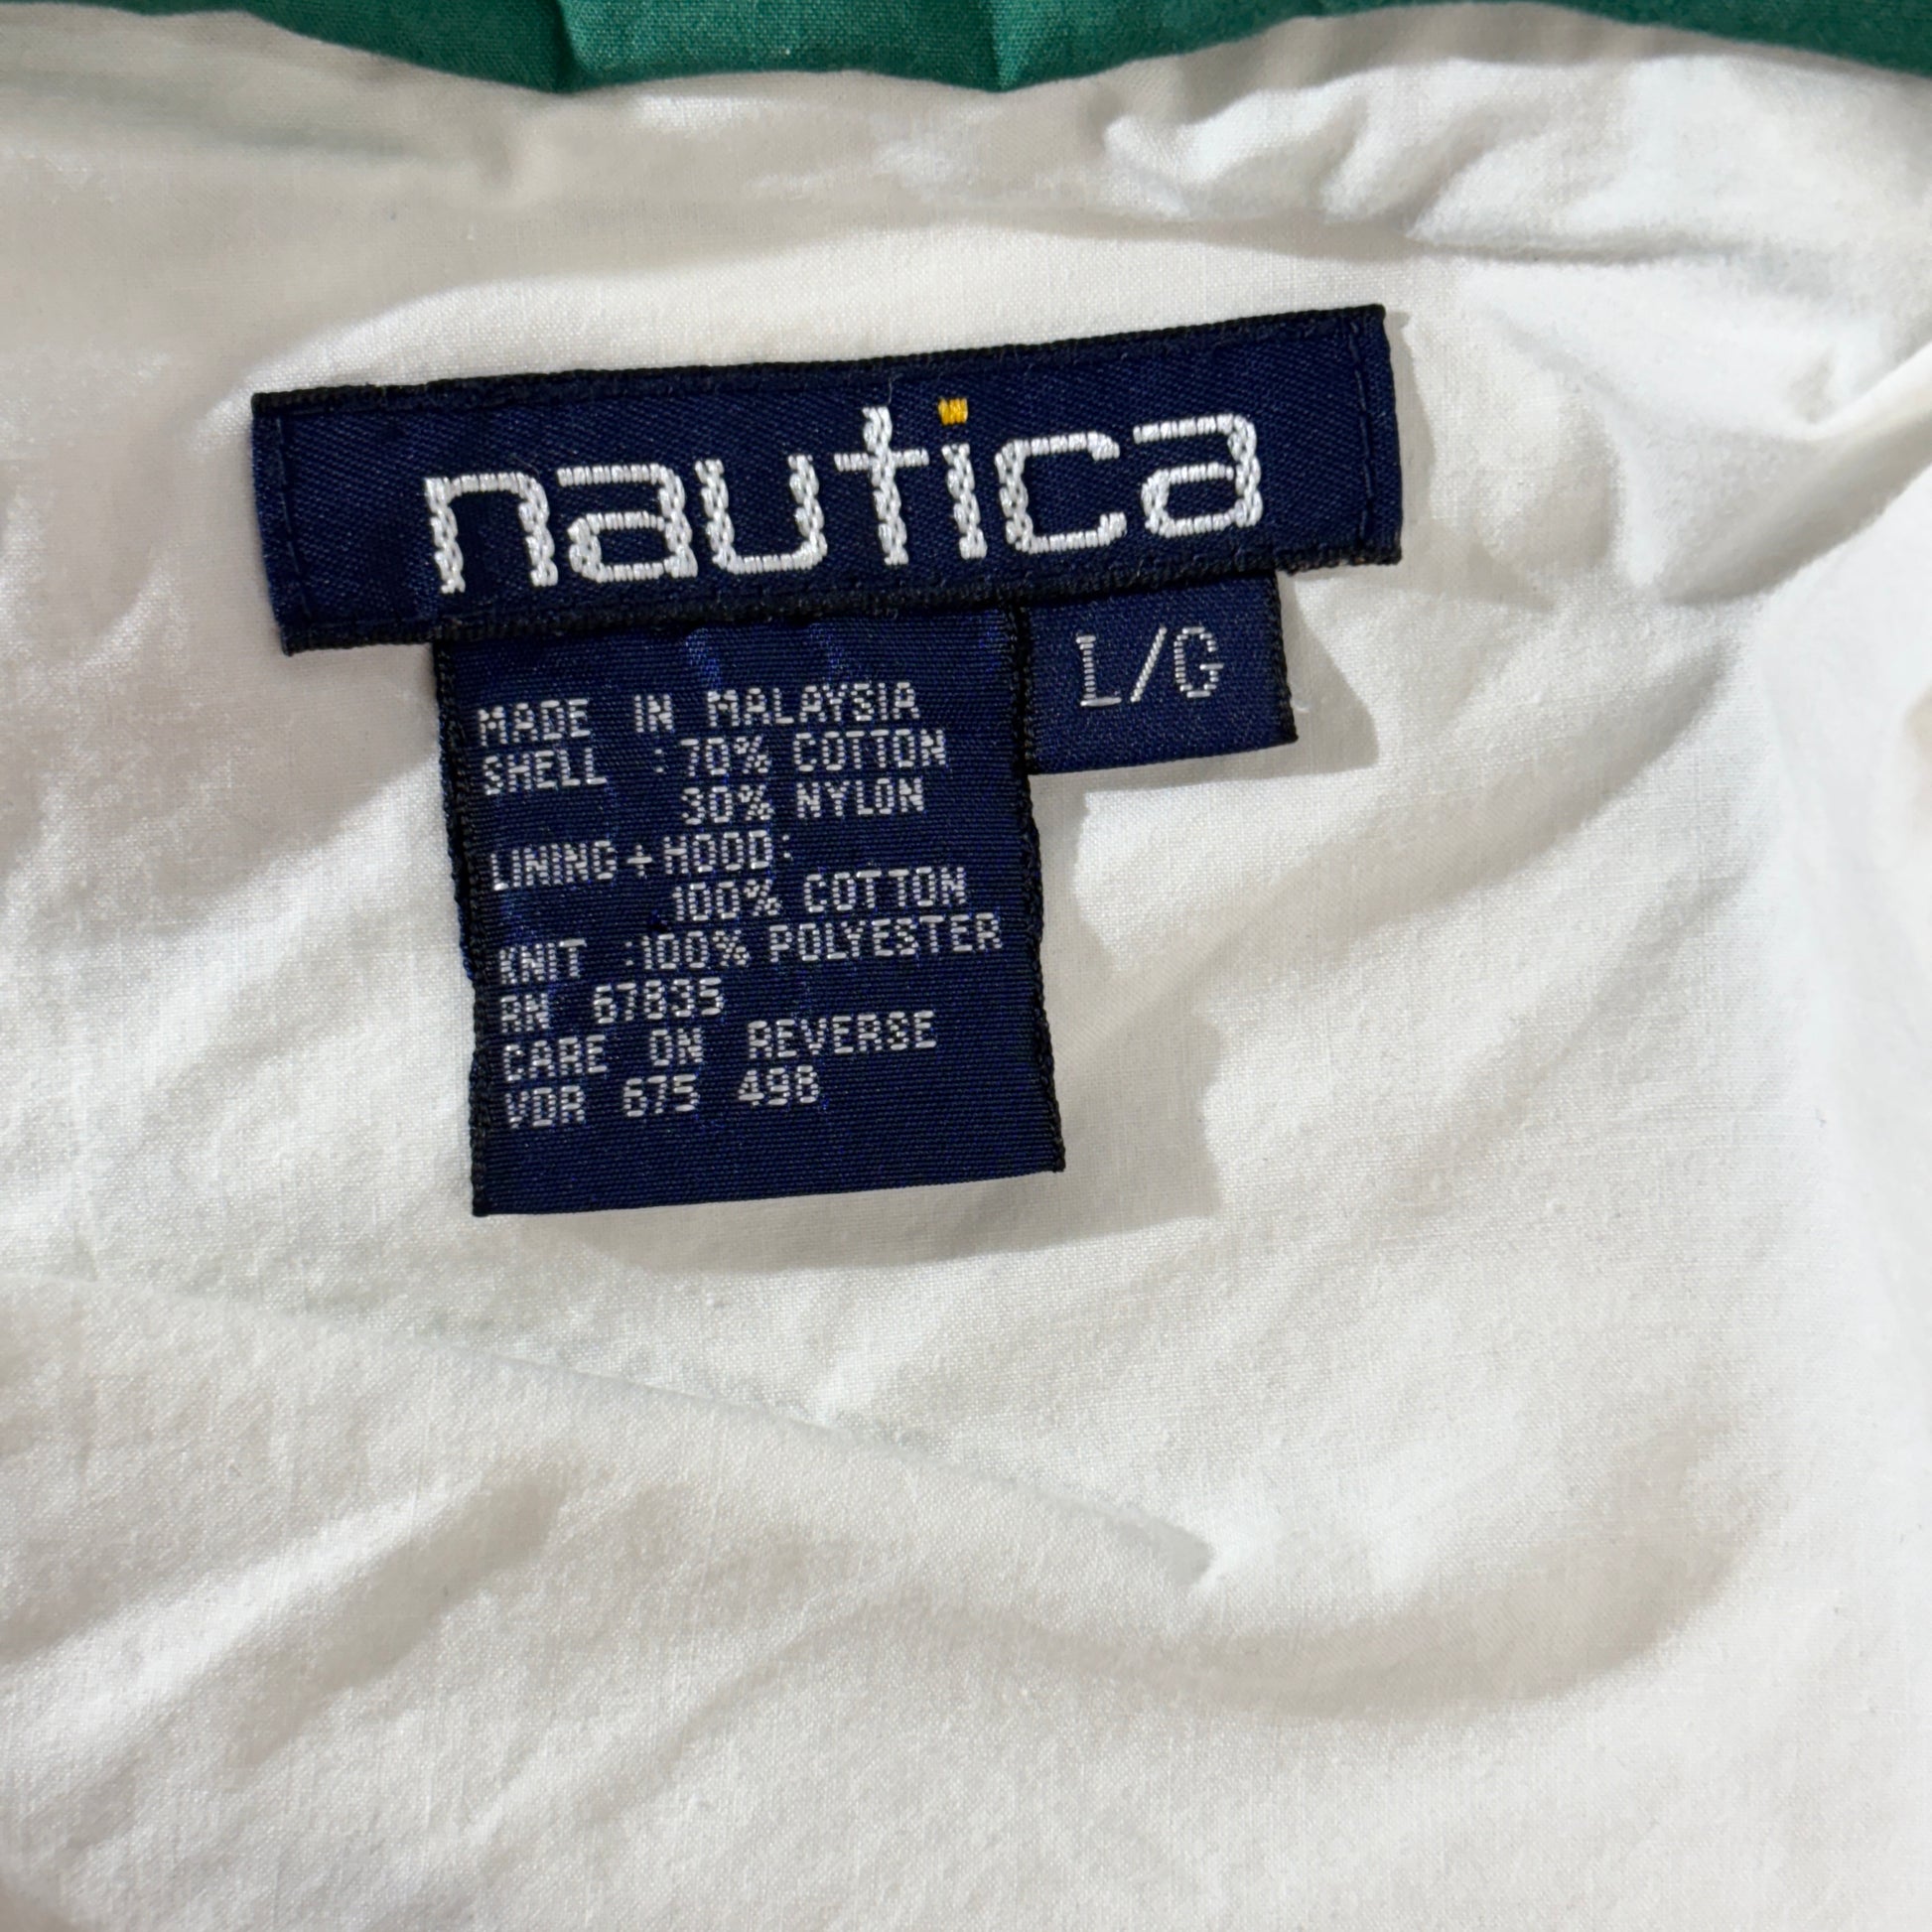 nautica
L/G
MADE IN MALAYSIA
SHELL : 70% COTTON
30% NYLON
LINING + HOOD:
100% COTTON
KNIT :100% POLYESTER
RN 67835
CARE ON REVERSE
VDR 675 498